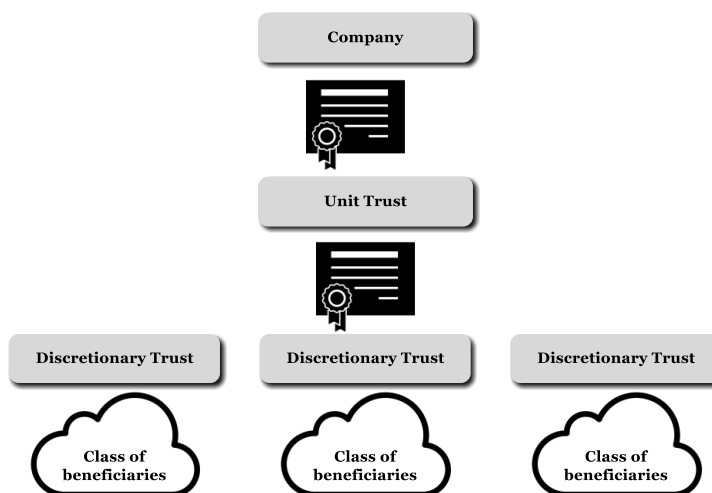 Company
Unit Trust
Discretionary Trust
Discretionary Trust
Discretionary Trust
Class of
beneficiaries
Class of
beneficiaries
Class of
beneficiaries